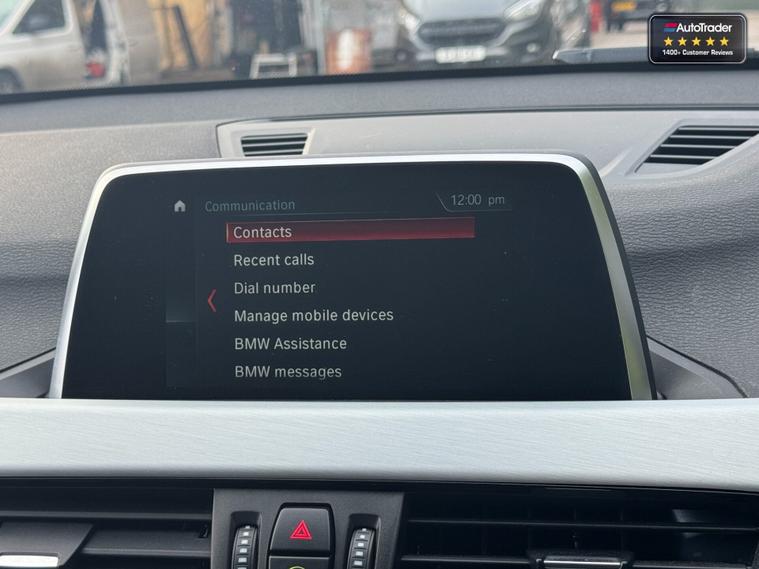 AutoTrader
1400+ Customer Reviews
Communication
12:00 pm
Contacts
Recent calls
Dial number
Manage mobile devices
BMW Assistance
BMW messages